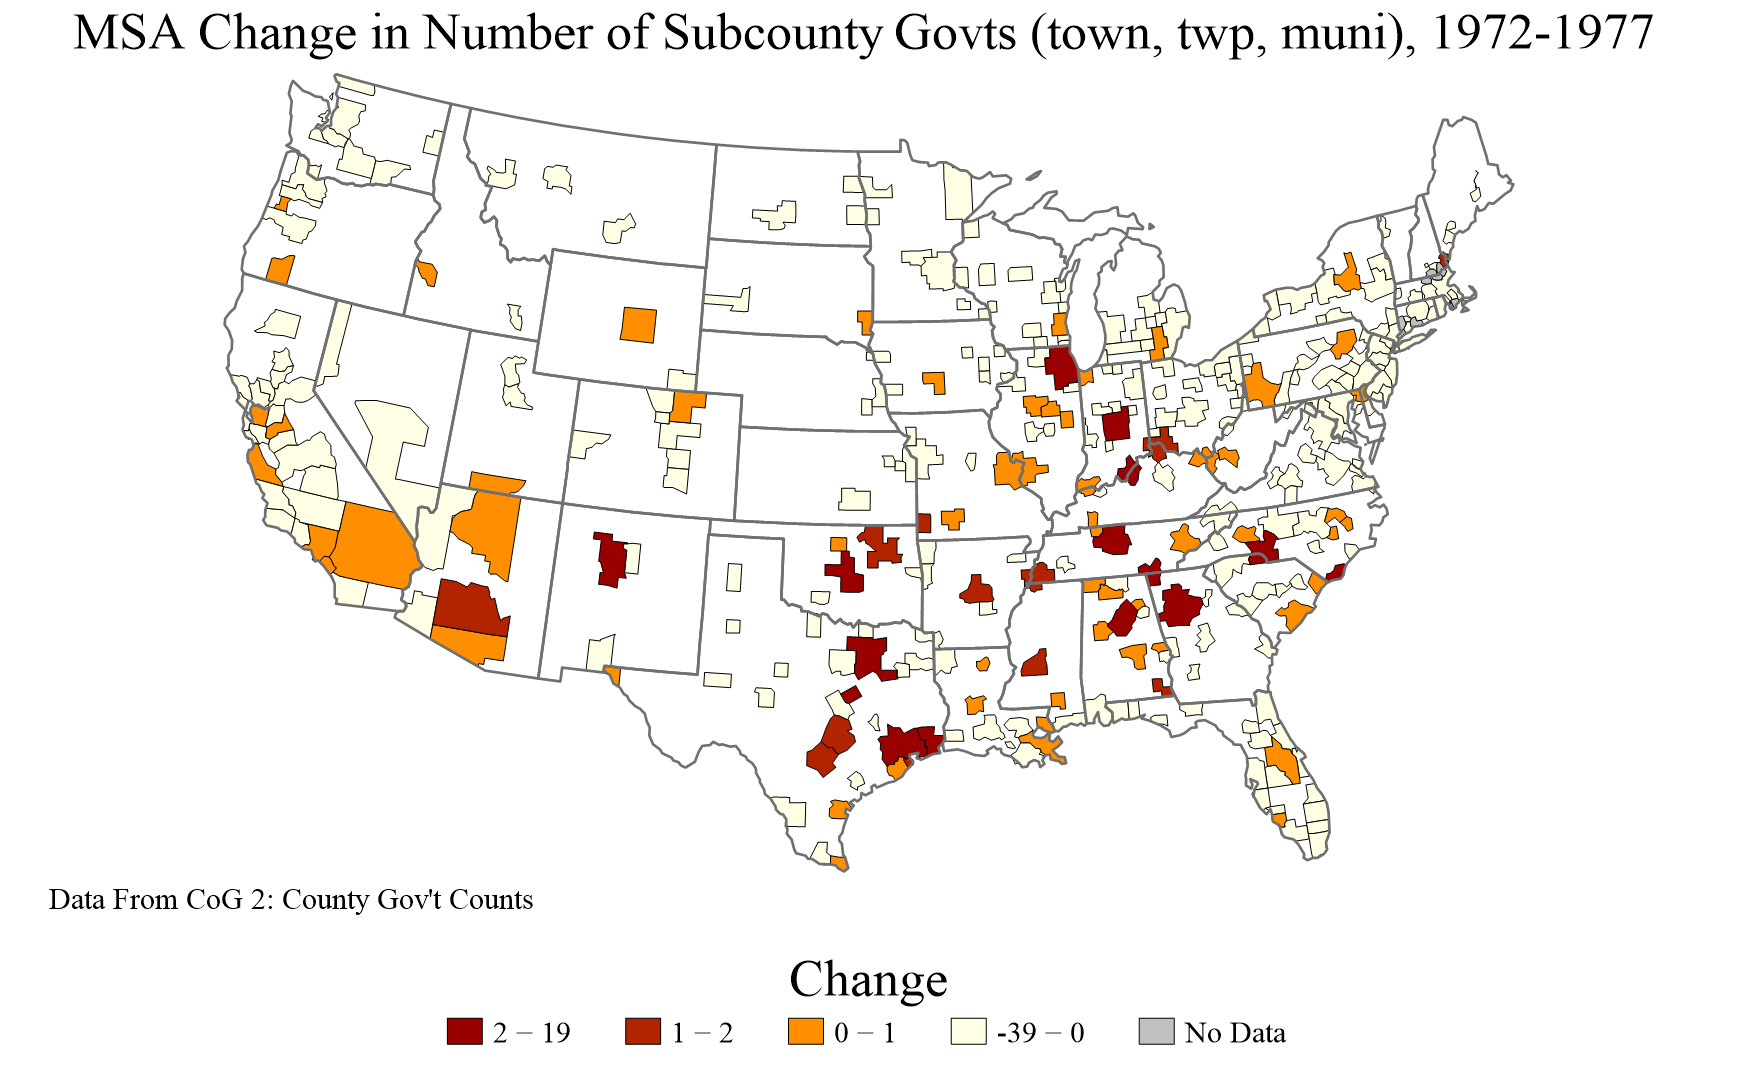 MSA Change in Number of Subcounty Govts (town, twp, muni), 1972-1977
Data From CoG 2: County Gov't Counts
Change
2 − 19 1 − 2 0 − 1 -39 − 0 No Data